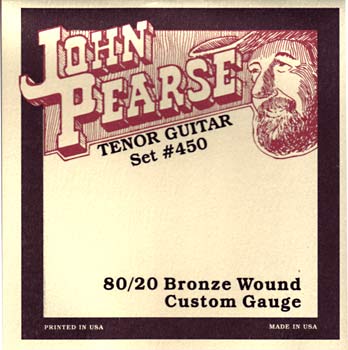 JOHN
PEARSE
TENOR GUITAR
Set #450
80/20 Bronze Wound
Custom Gauge
PRINTED IN USA
MADE IN USA